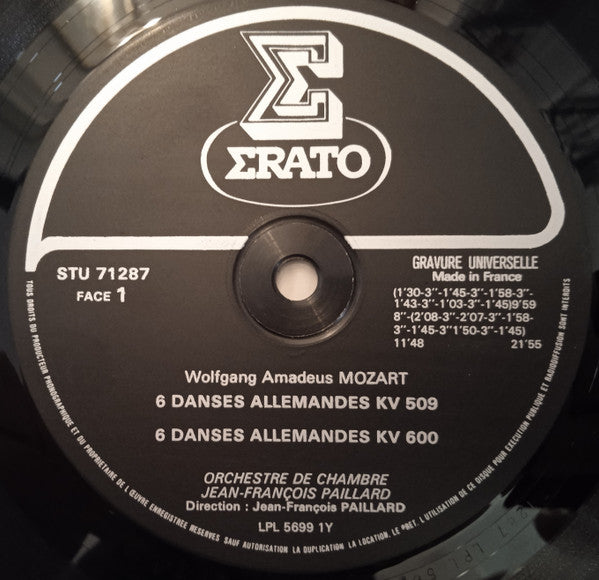 Σ
ΣRATO
STU 71287
FACE 1
GRAVURE UNIVERSELLE
Made in France
(1'30-3''-1'45-3''-1'58-3''-
1'43-3''-1'03-3''-1'45)9'59
8''-(2'08-3''-2'07-3''-1'58-
3''-1'45-3''1'50-3''-1'45)
11'48 21'55
Wolfgang Amadeus MOZART
6 DANSES ALLEMANDES KV 509
6 DANSES ALLEMANDES KV 600
ORCHESTRE DE CHAMBRE
JEAN-FRANÇOIS PAILLARD
Direction : Jean-François PAILLARD
LPL 5699 1Y
TOUS DROITS DU PRODUCTEUR PHONOGRAPHIQUE ET DU PROPRIETAIRE DE L'ŒUVRE ENREGISTREE RESERVES SAUF AUTORISATION LA DUPLICATION, LA LOCATION, LE PRET, L'UTILISATION DE CE DISQUE POUR EXECUTION PUBLIQUE ET RADIODIFFUSION SONT INTERDITS